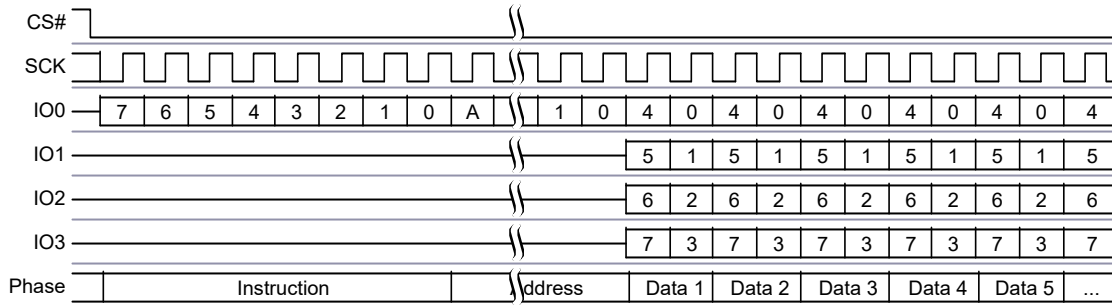 CS#
SCK
IO0 7 6 5 4 3 2 1 0 A 1 0 4 0 4 0 4 0 4 0 4 0 4
IO1 5 1 5 1 5 1 5 1 5 1 5
IO2 6 2 6 2 6 2 6 2 6 2 6
IO3 7 3 7 3 7 3 7 3 7 3 7
Phase Instruction Address Data 1 Data 2 Data 3 Data 4 Data 5 ...